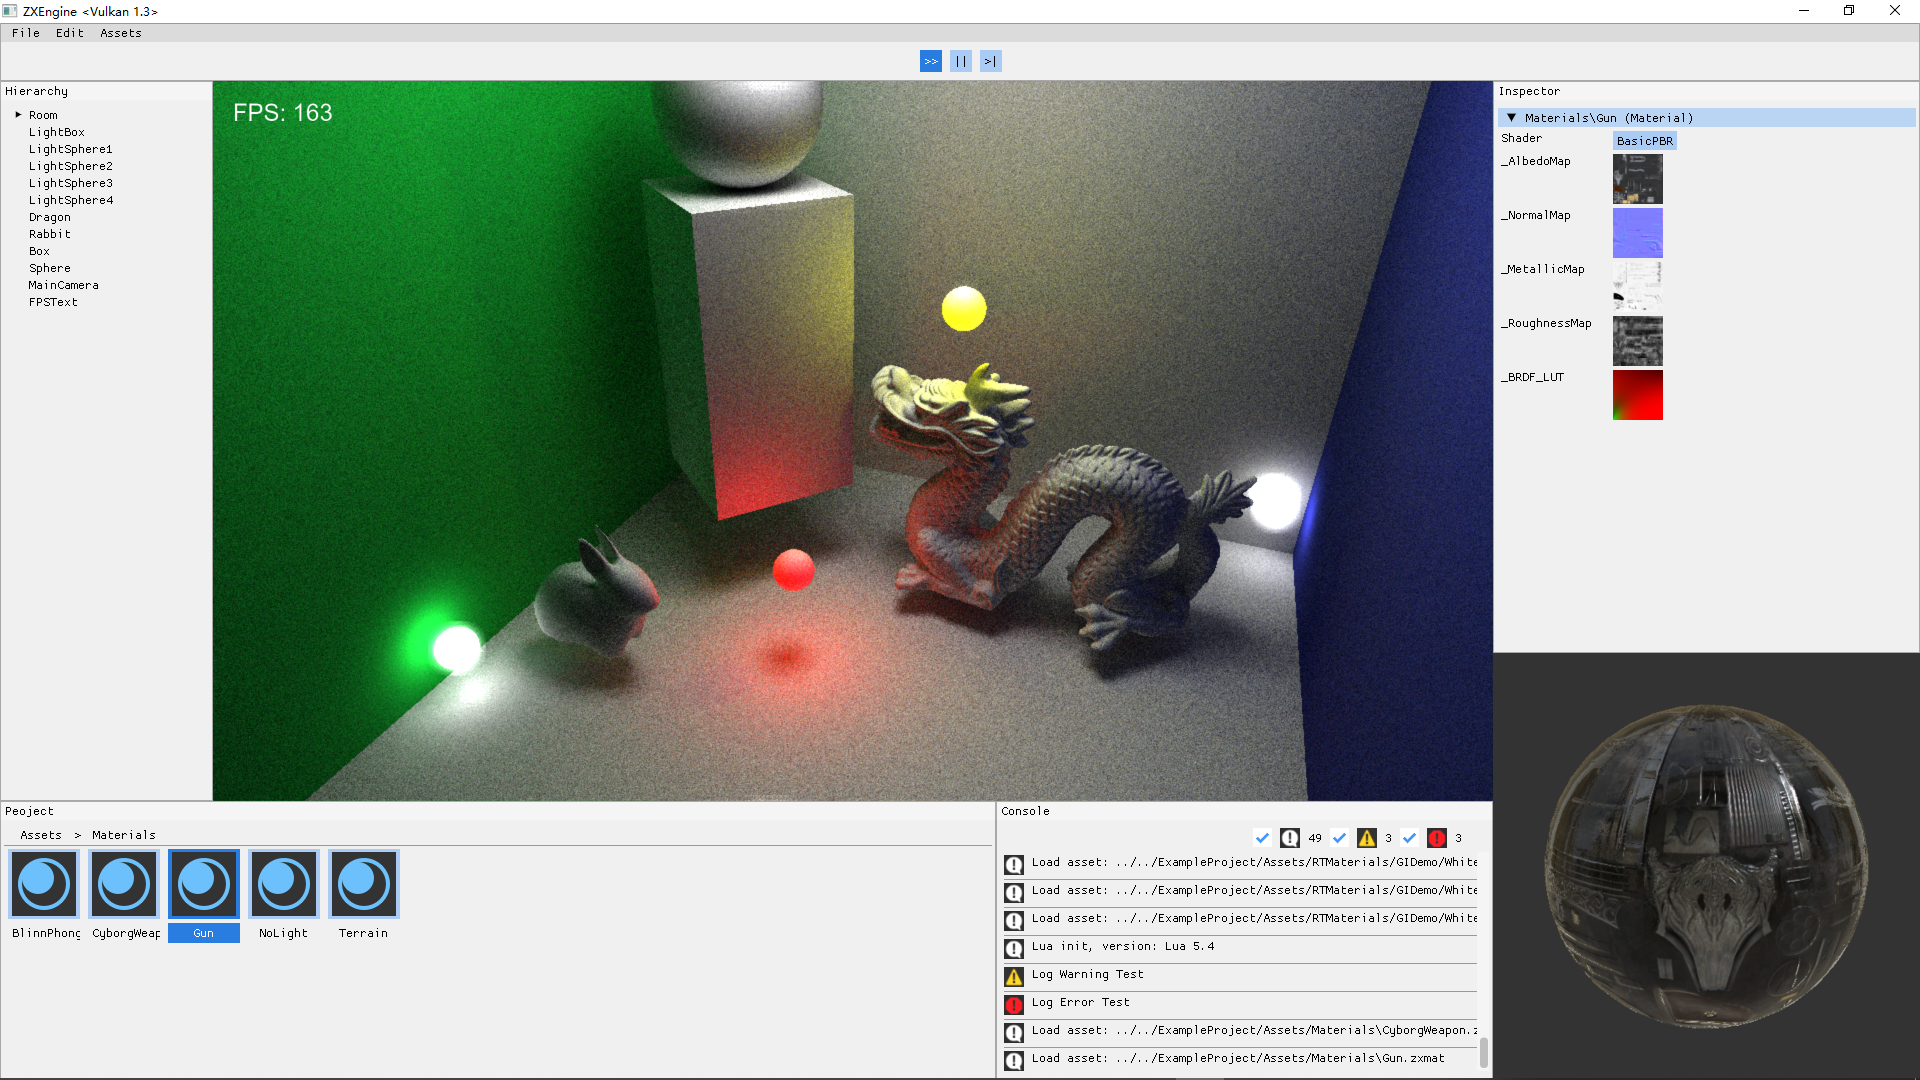 ZXEngine <Vulkan 1.3>
File Edit Assets
>> || >|
Hierarchy
Room
LightBox
LightSphere1
LightSphere2
LightSphere3
LightSphere4
Dragon
Rabbit
Box
Sphere
MainCamera
FPSText
FPS: 163
Inspector
Materials\Gun (Material)
Shader BasicPBR
_AlbedoMap
_NormalMap
_MetallicMap
_RoughnessMap
_BRDF_LUT
Peoject
Assets > Materials
BlinnPhong CyborgWeap Gun NoLight Terrain
Console
49 3 3
Load asset: ../../ExampleProject/Assets/RTMaterials/GIDemo/White
Load asset: ../../ExampleProject/Assets/RTMaterials/GIDemo/White
Load asset: ../../ExampleProject/Assets/RTMaterials/GIDemo/White
Lua init, version: Lua 5.4
Log Warning Test
Log Error Test
Load asset: ../../ExampleProject/Assets/Materials\CyborgWeapon.z
Load asset: ../../ExampleProject/Assets/Materials\Gun.zxmat